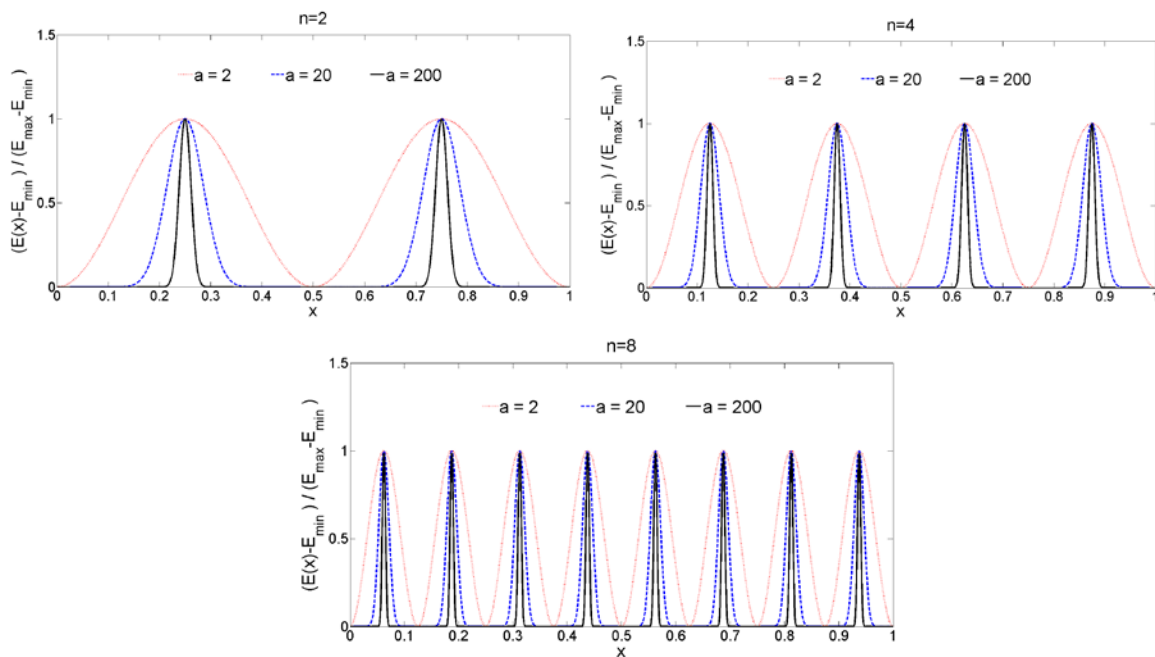 n=2
1.5
1
0.5
0
(E(x)-E_min) / (E_max-E_min)
a = 2 a = 20 a = 200
0 0.1 0.2 0.3 0.4 0.5 0.6 0.7 0.8 0.9 1
x
n=4
1.5
1
0.5
0
(E(x)-E_min) / (E_max-E_min)
a = 2 a = 20 a = 200
0 0.1 0.2 0.3 0.4 0.5 0.6 0.7 0.8 0.9 1
x
n=8
1.5
1
0.5
0
(E(x)-E_min) / (E_max-E_min)
a = 2 a = 20 a = 200
0 0.1 0.2 0.3 0.4 0.5 0.6 0.7 0.8 0.9 1
x